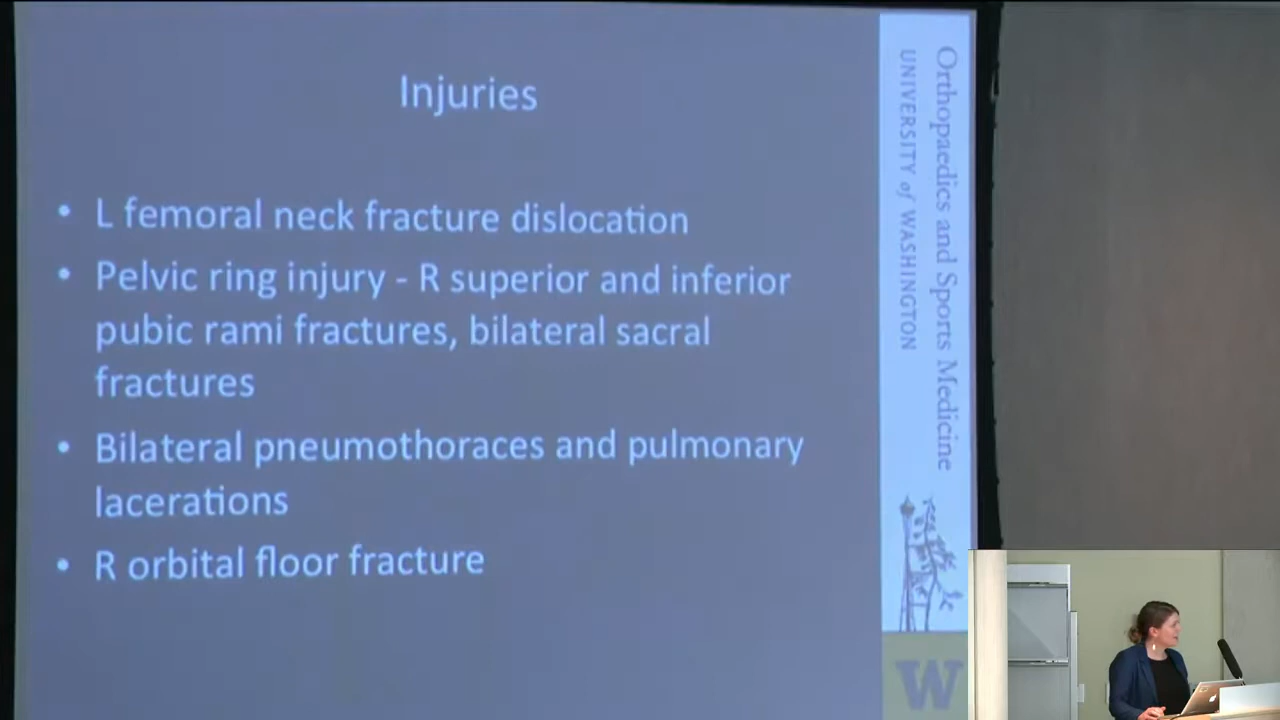 Injuries
• L femoral neck fracture dislocation
• Pelvic ring injury - R superior and inferior
pubic rami fractures, bilateral sacral
fractures
• Bilateral pneumothoraces and pulmonary
lacerations
• R orbital floor fracture
Orthopaedics and Sports Medicine
UNIVERSITY of WASHINGTON
W